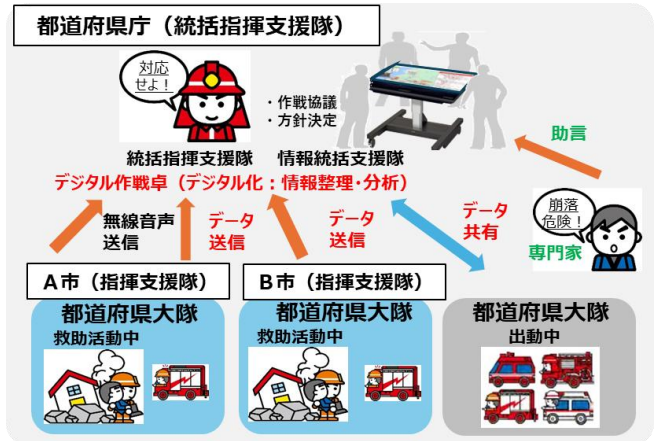 都道府県庁（統括指揮支援隊）
対応
せよ！
・作戦協議
・方針決定
助言
統括指揮支援隊
情報統括支援隊
デジタル作戦卓（デジタル化：情報整理・分析）
無線音声
送信
データ
送信
データ
送信
データ
共有
崩落
危険！
専門家
A市（指揮支援隊）
B市（指揮支援隊）
都道府県大隊
救助活動中
都道府県大隊
救助活動中
都道府県大隊
出動中